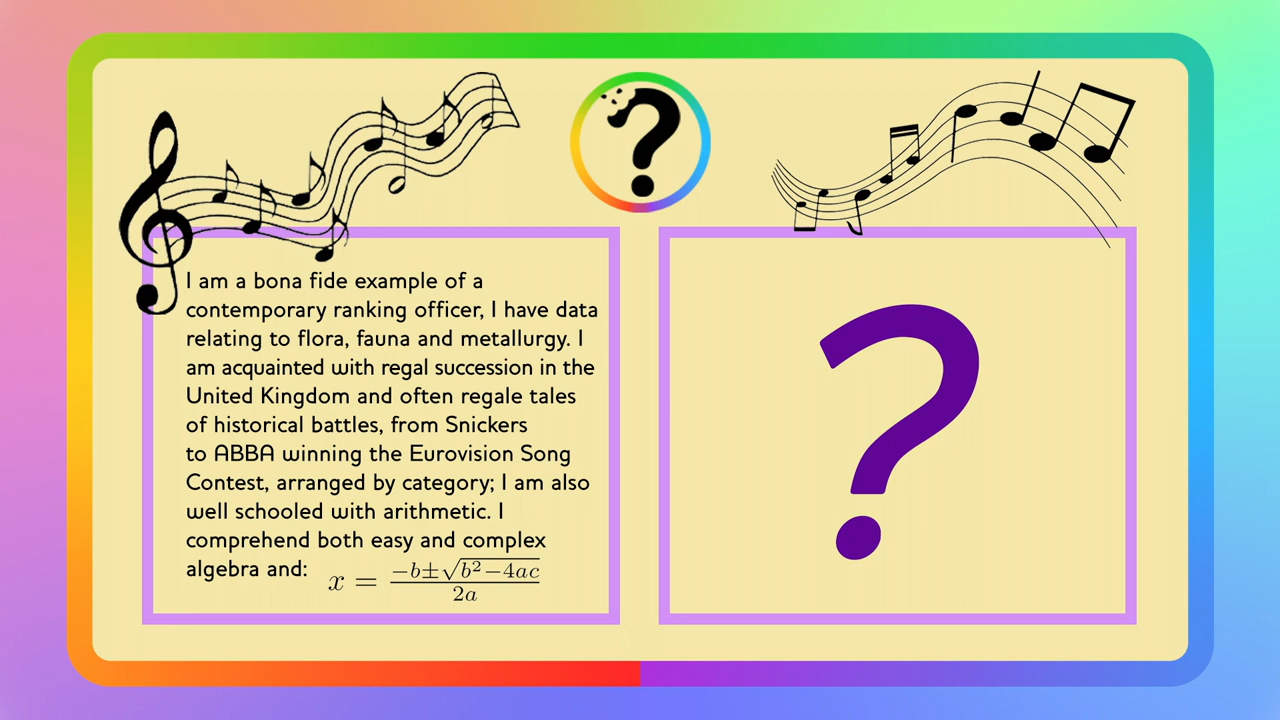 I am a bona fide example of a
contemporary ranking officer, I have data
relating to flora, fauna and metallurgy. I
am acquainted with regal succession in the
United Kingdom and often regale tales
of historical battles, from Snickers
to ABBA winning the Eurovision Song
Contest, arranged by category; I am also
well schooled with arithmetic. I
comprehend both easy and complex
algebra and: x = \frac{-b±\sqrt{b^2-4ac}}{2a}
?
?